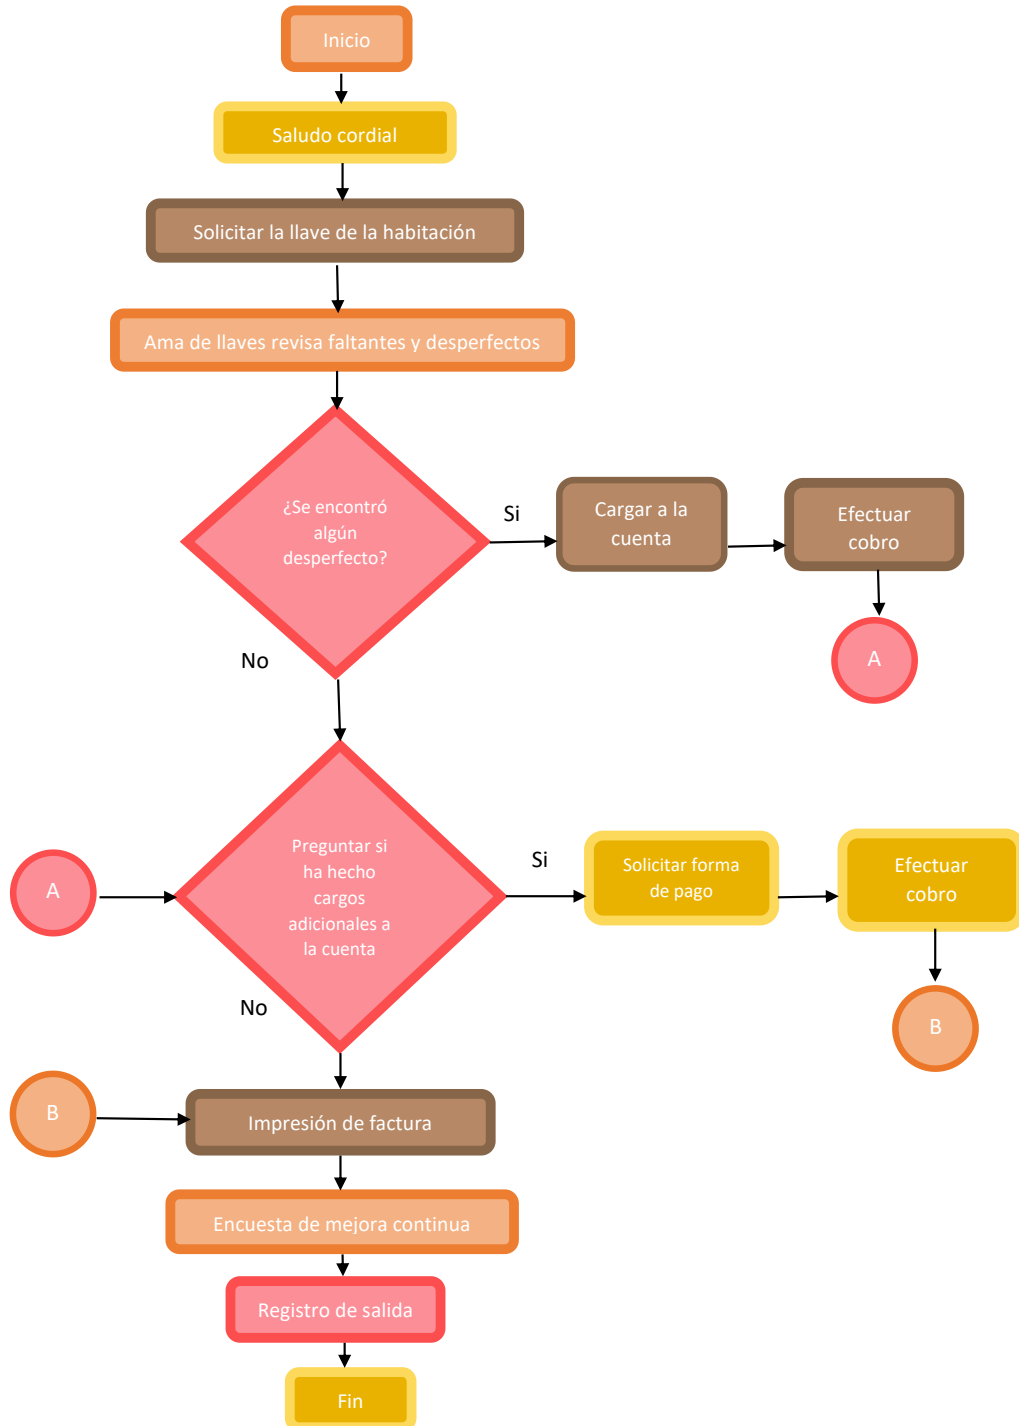 Inicio
Saludo cordial
Solicitar la llave de la habitación
Ama de llaves revisa faltantes y desperfectos
¿Se encontró
algún
desperfecto?
Si
Cargar a la
cuenta
Efectuar
cobro
A
No
Preguntar si
ha hecho
cargos
adicionales a
la cuenta
A
Si
Solicitar forma
de pago
Efectuar
cobro
B
No
B
Impresión de factura
Encuesta de mejora continua
Registro de salida
Fin